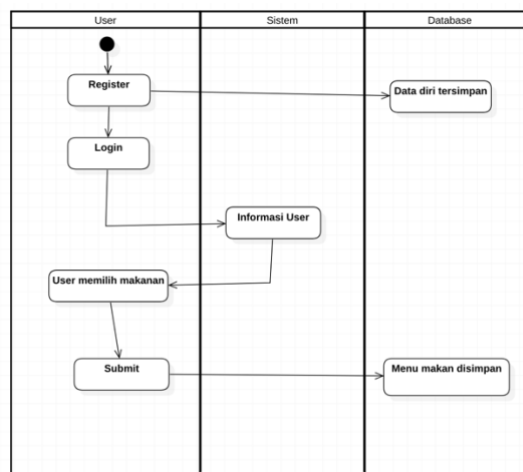 User
Sistem
Database
Register
Data diri tersimpan
Login
Informasi User
User memilih makanan
Submit
Menu makan disimpan